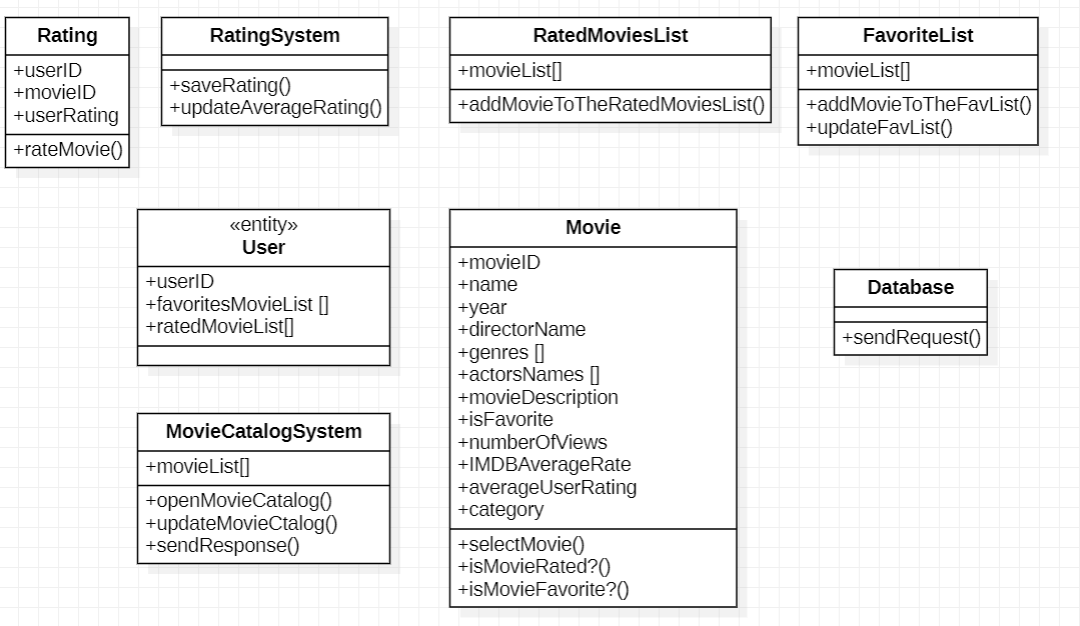 Rating
+userID
+movieID
+userRating
+rateMovie()
RatingSystem
+saveRating()
+updateAverageRating()
RatedMoviesList
+movieList[]
+addMovieToTheRatedMoviesList()
FavoriteList
+movieList[]
+addMovieToTheFavList()
+updateFavList()
«entity»
User
+userID
+favoritesMovieList []
+ratedMovieList[]
Movie
+movieID
+name
+year
+directorName
+genres []
+actorsNames []
+movieDescription
+isFavorite
+numberOfViews
+IMDBAverageRate
+averageUserRating
+category
+selectMovie()
+isMovieRated?()
+isMovieFavorite?()
Database
+sendRequest()
MovieCatalogSystem
+movieList[]
+openMovieCatalog()
+updateMovieCtalog()
+sendResponse()